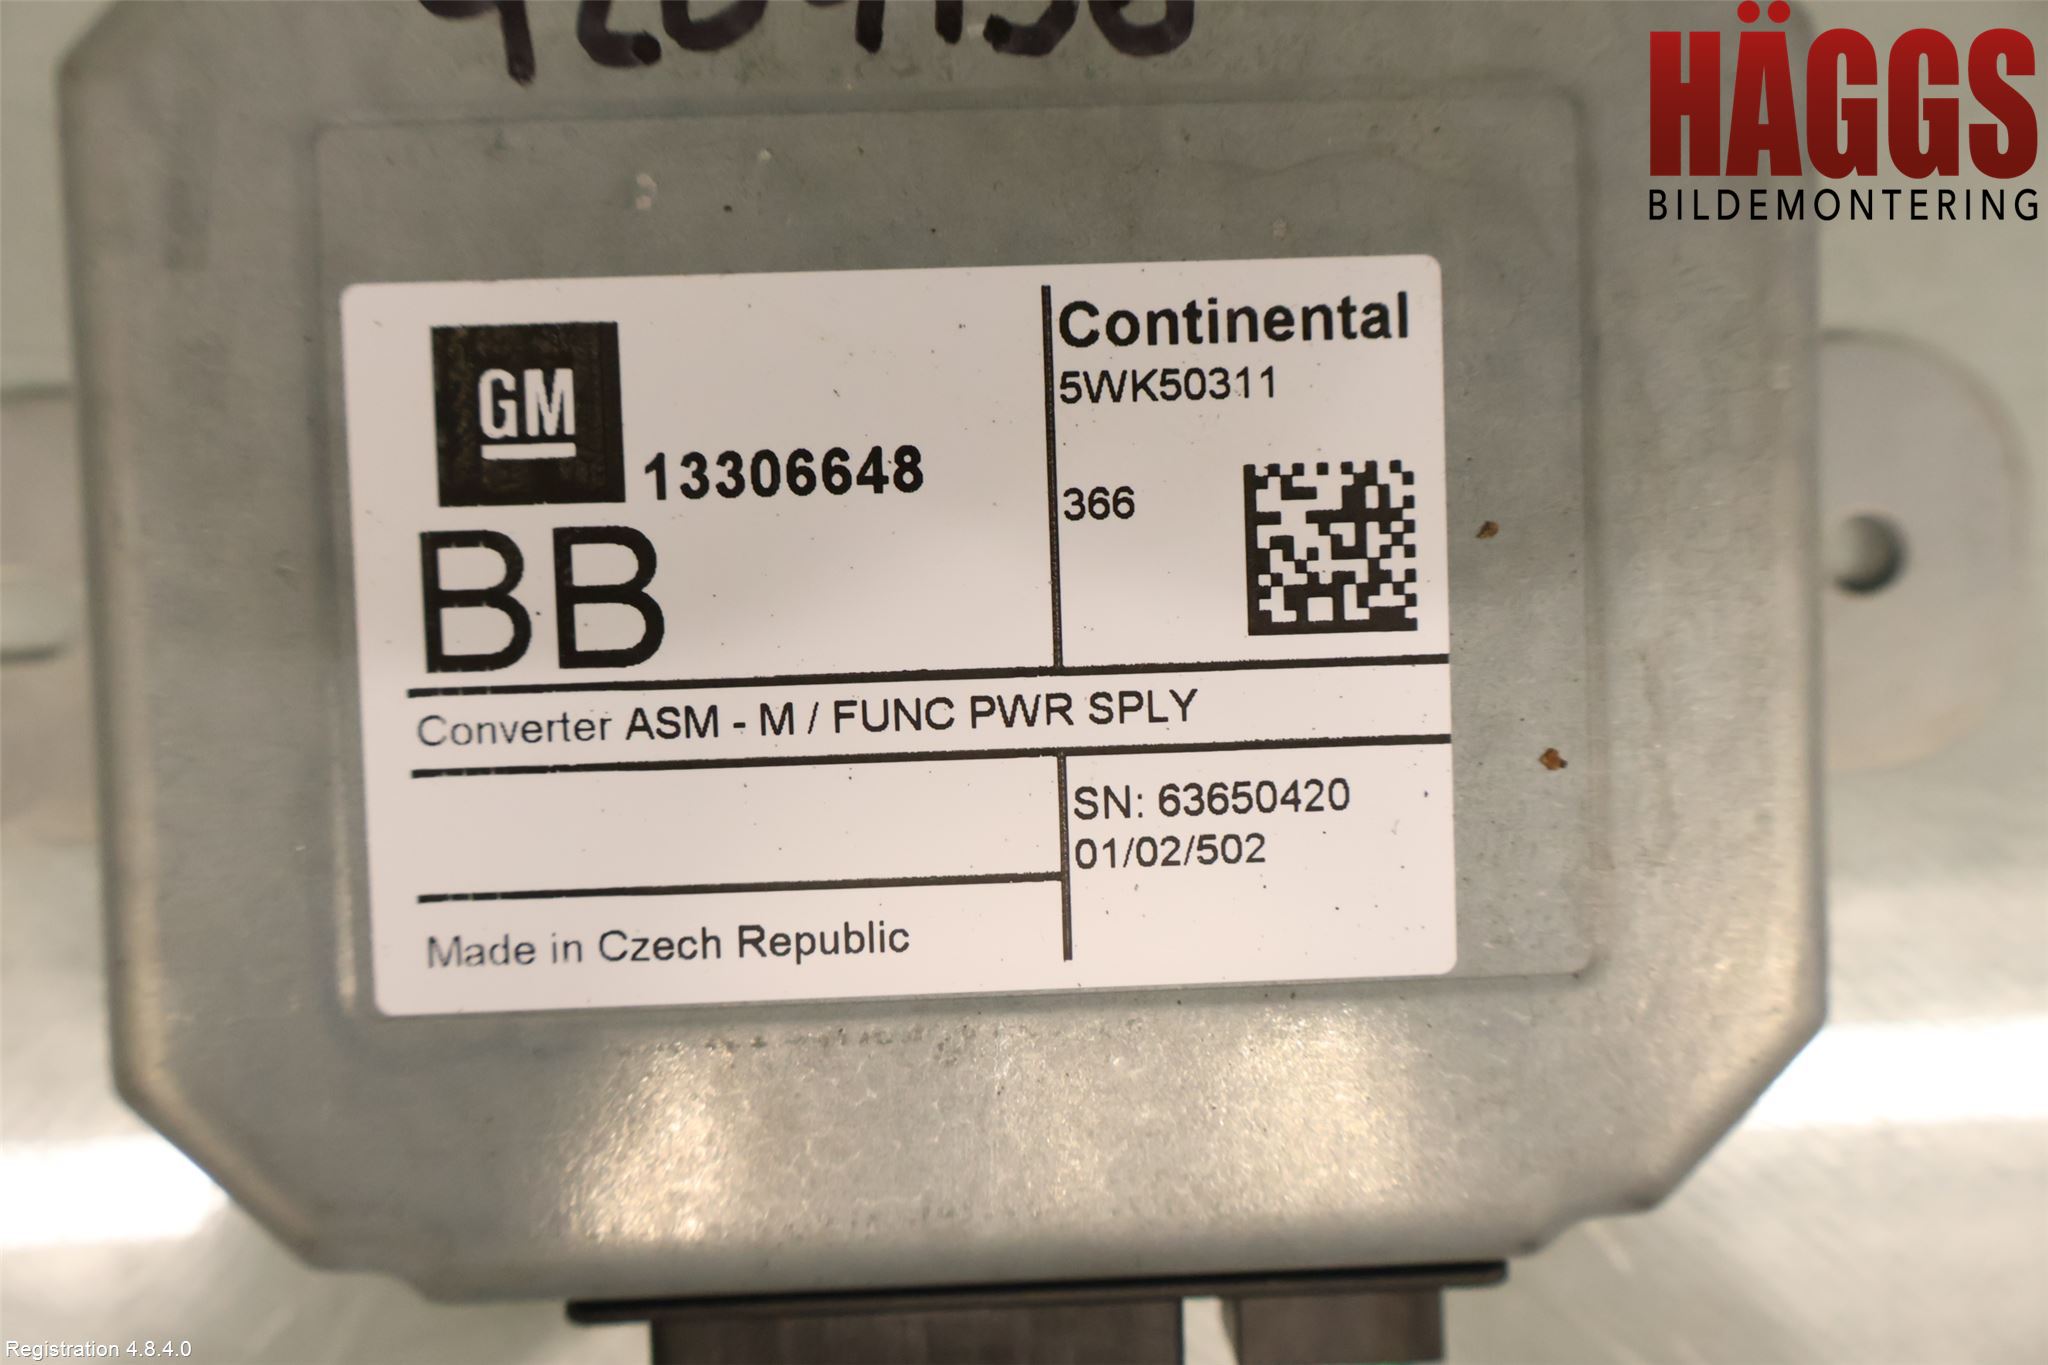 HÄGGS
BILDEMONTERING
GM
13306648
BB
Continental
5WK50311
366
Converter ASM - M / FUNC PWR SPLY
SN: 63650420
01/02/502
Made in Czech Republic
Registration 4.8.4.0